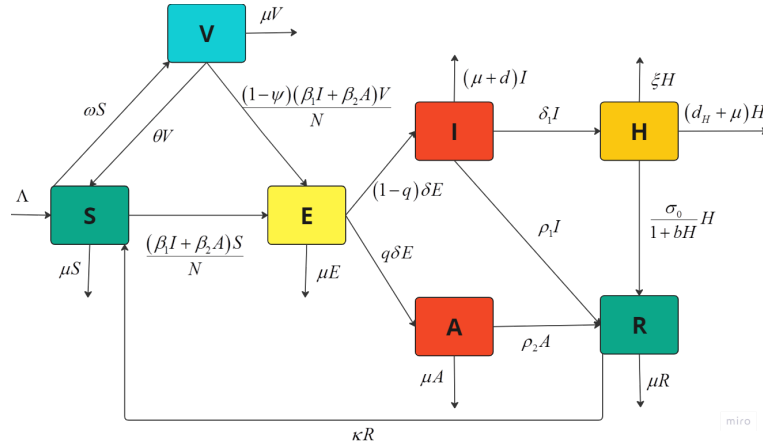 μV
V
(1−ψ)(β₁I + β₂A)V
N
(μ+d)I
ξH
ωS
θV
I
δ₁I
H
(d_H + μ)H
Λ
S
E
(1−q)δE
ρ₁I
σ₀
1+bH
H
(β₁I + β₂A)S
N
μS
μE
qδE
A
ρ₂A
R
μA
μR
κR
miro